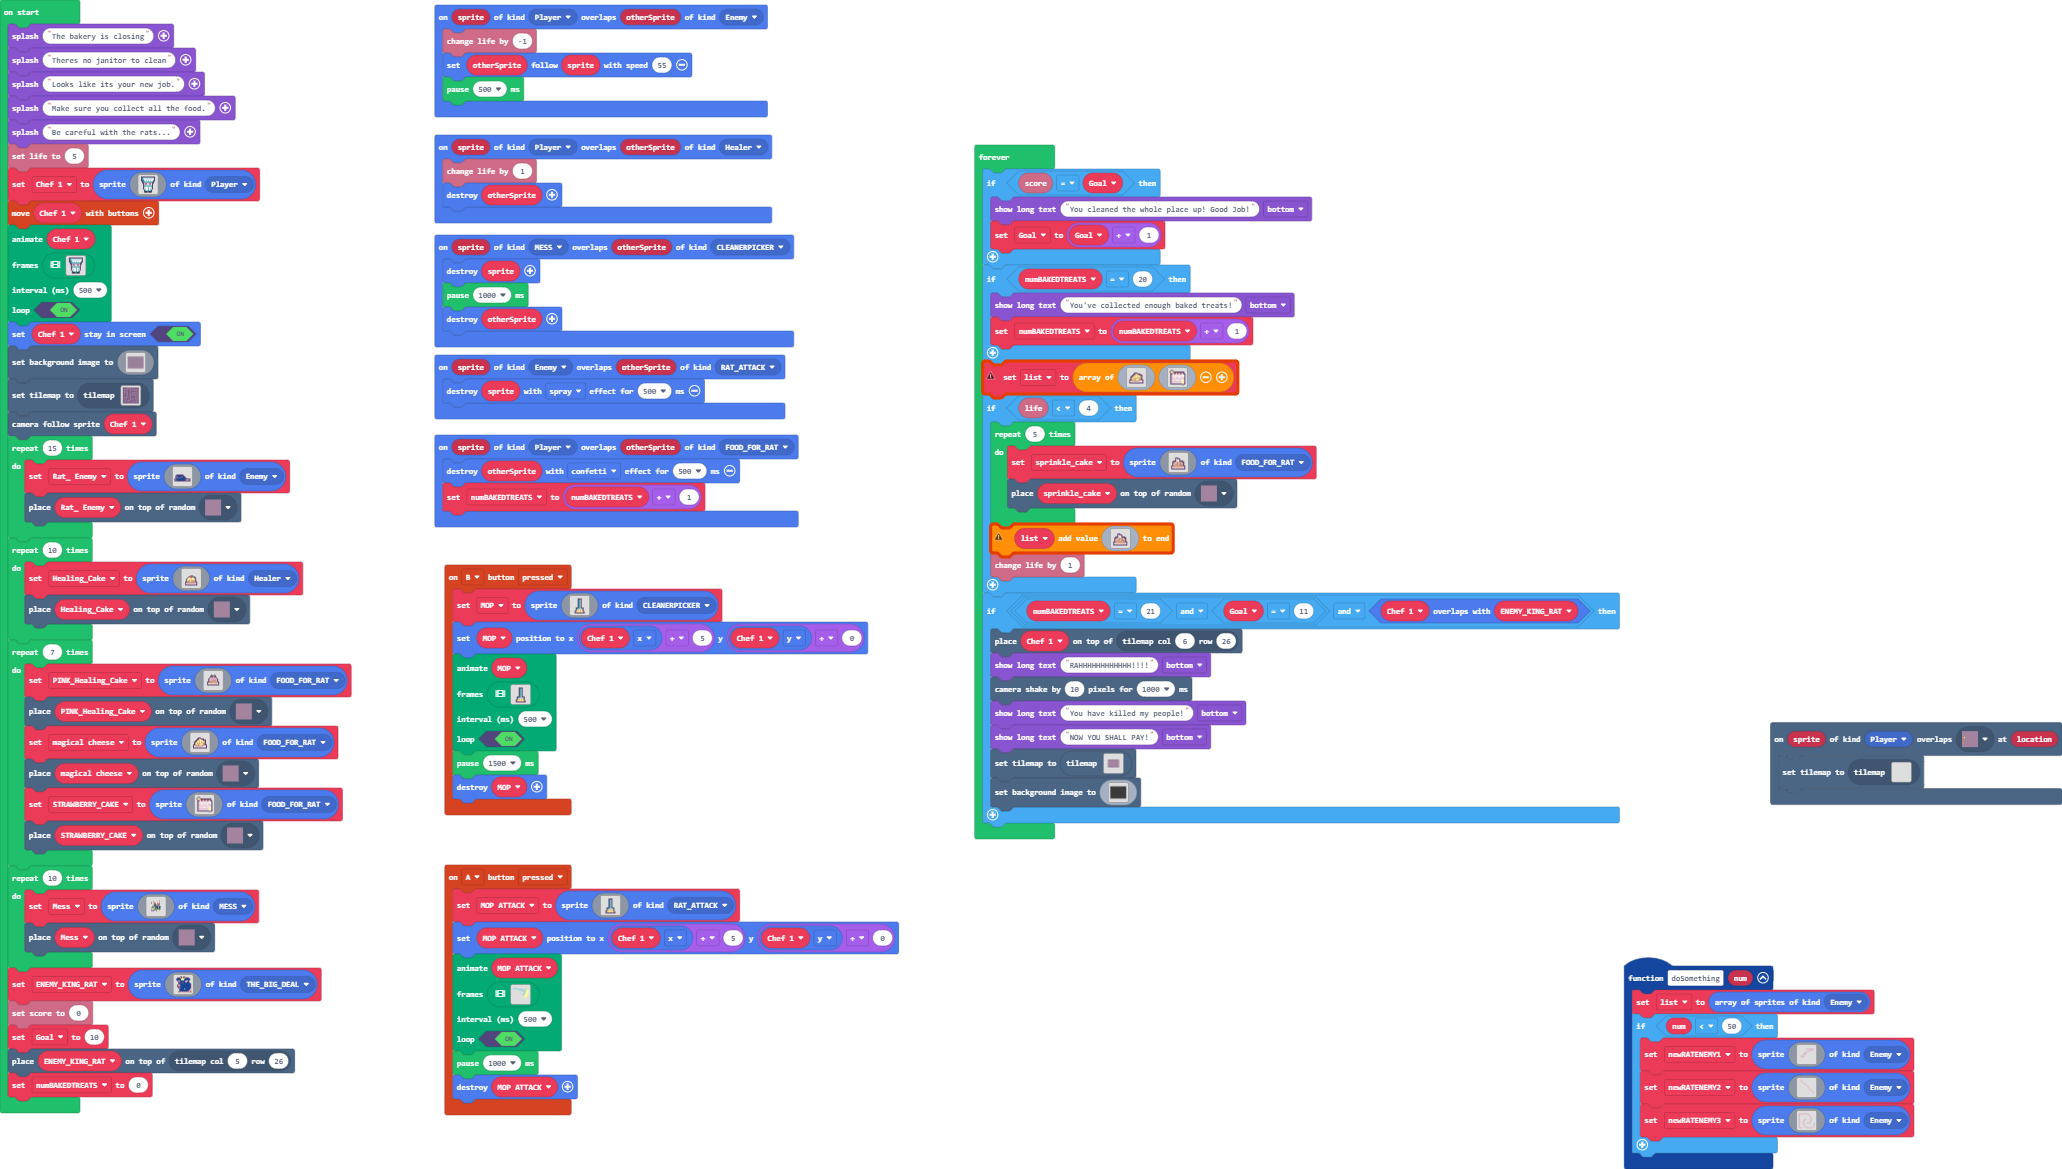 on start
splash "The bakery is closing"
splash "Theres no janitor to clean"
splash "Looks like its your new job."
splash "Make sure you collect all the food."
splash "Be careful with the rats..."
set life to 5
set Chef 1 to sprite of kind Player
move Chef 1 with buttons
animate Chef 1
frames
interval (ms) 500
loop ON
set Chef 1 stay in screen ON
set background image to
set tilemap to tilemap
camera follow sprite Chef 1
repeat 15 times
do
set Rat_ Enemy to sprite of kind Enemy
place Rat_ Enemy on top of random
repeat 10 times
do
set Healing_Cake to sprite of kind Healer
place Healing_Cake on top of random
repeat 7 times
do
set PINK_Healing_Cake to sprite of kind FOOD_FOR_RAT
place PINK_Healing_Cake on top of random
set magical cheese to sprite of kind FOOD_FOR_RAT
place magical cheese on top of random
set STRAWBERRY_CAKE to sprite of kind FOOD_FOR_RAT
place STRAWBERRY_CAKE on top of random
repeat 10 times
do
set Mess to sprite of kind MESS
place Mess on top of random
set ENEMY_KING_RAT to sprite of kind THE_BIG_DEAL
set score to 0
set Goal to 10
place ENEMY_KING_RAT on top of tilemap col 5 row 26
set numBAKEDTREATS to 0
on sprite of kind Player overlaps otherSprite of kind Enemy
change life by -1
set otherSprite follow sprite with speed 55
pause 500 ms
on sprite of kind Player overlaps otherSprite of kind Healer
change life by 1
destroy otherSprite
on sprite of kind MESS overlaps otherSprite of kind CLEANERPICKER
destroy sprite
pause 1000 ms
destroy otherSprite
on sprite of kind Enemy overlaps otherSprite of kind RAT_ATTACK
destroy sprite with spray effect for 500 ms
on sprite of kind Player overlaps otherSprite of kind FOOD_FOR_RAT
destroy otherSprite with confetti effect for 500 ms
set numBAKEDTREATS to numBAKEDTREATS + 1
on B button pressed
set MOP to sprite of kind CLEANERPICKER
set MOP position to x Chef 1 x + 5 y Chef 1 y + 0
animate MOP
frames
interval (ms) 500
loop ON
pause 1500 ms
destroy MOP
on A button pressed
set MOP ATTACK to sprite of kind RAT_ATTACK
set MOP ATTACK position to x Chef 1 x + 5 y Chef 1 y + 0
animate MOP ATTACK
frames
interval (ms) 500
loop ON
pause 1000 ms
destroy MOP ATTACK
forever
if score = Goal then
show long text "You cleaned the whole place up! Good Job!" bottom
set Goal to Goal + 1
if numBAKEDTREATS = 20 then
show long text "You've collected enough baked treats!" bottom
set numBAKEDTREATS to numBAKEDTREATS + 1
set list to array of
if life < 4 then
repeat 5 times
do
set sprinkle_cake to sprite of kind FOOD_FOR_RAT
place sprinkle_cake on top of random
list add value to end
change life by 1
if numBAKEDTREATS = 21 and Goal = 11 and Chef 1 overlaps with ENEMY_KING_RAT then
place Chef 1 on top of tilemap col 6 row 26
show long text "RAHHHHHHHHHHH!!!!" bottom
camera shake by 10 pixels for 1000 ms
show long text "You have killed my people!" bottom
show long text "NOW YOU SHALL PAY!" bottom
set tilemap to tilemap
set background image to
on sprite of kind Player overlaps at location
set tilemap to tilemap
function doSomething num
set list to array of sprites of kind Enemy
if num < 50 then
set newRATENEMY1 to sprite of kind Enemy
set newRATENEMY2 to sprite of kind Enemy
set newRATENEMY3 to sprite of kind Enemy